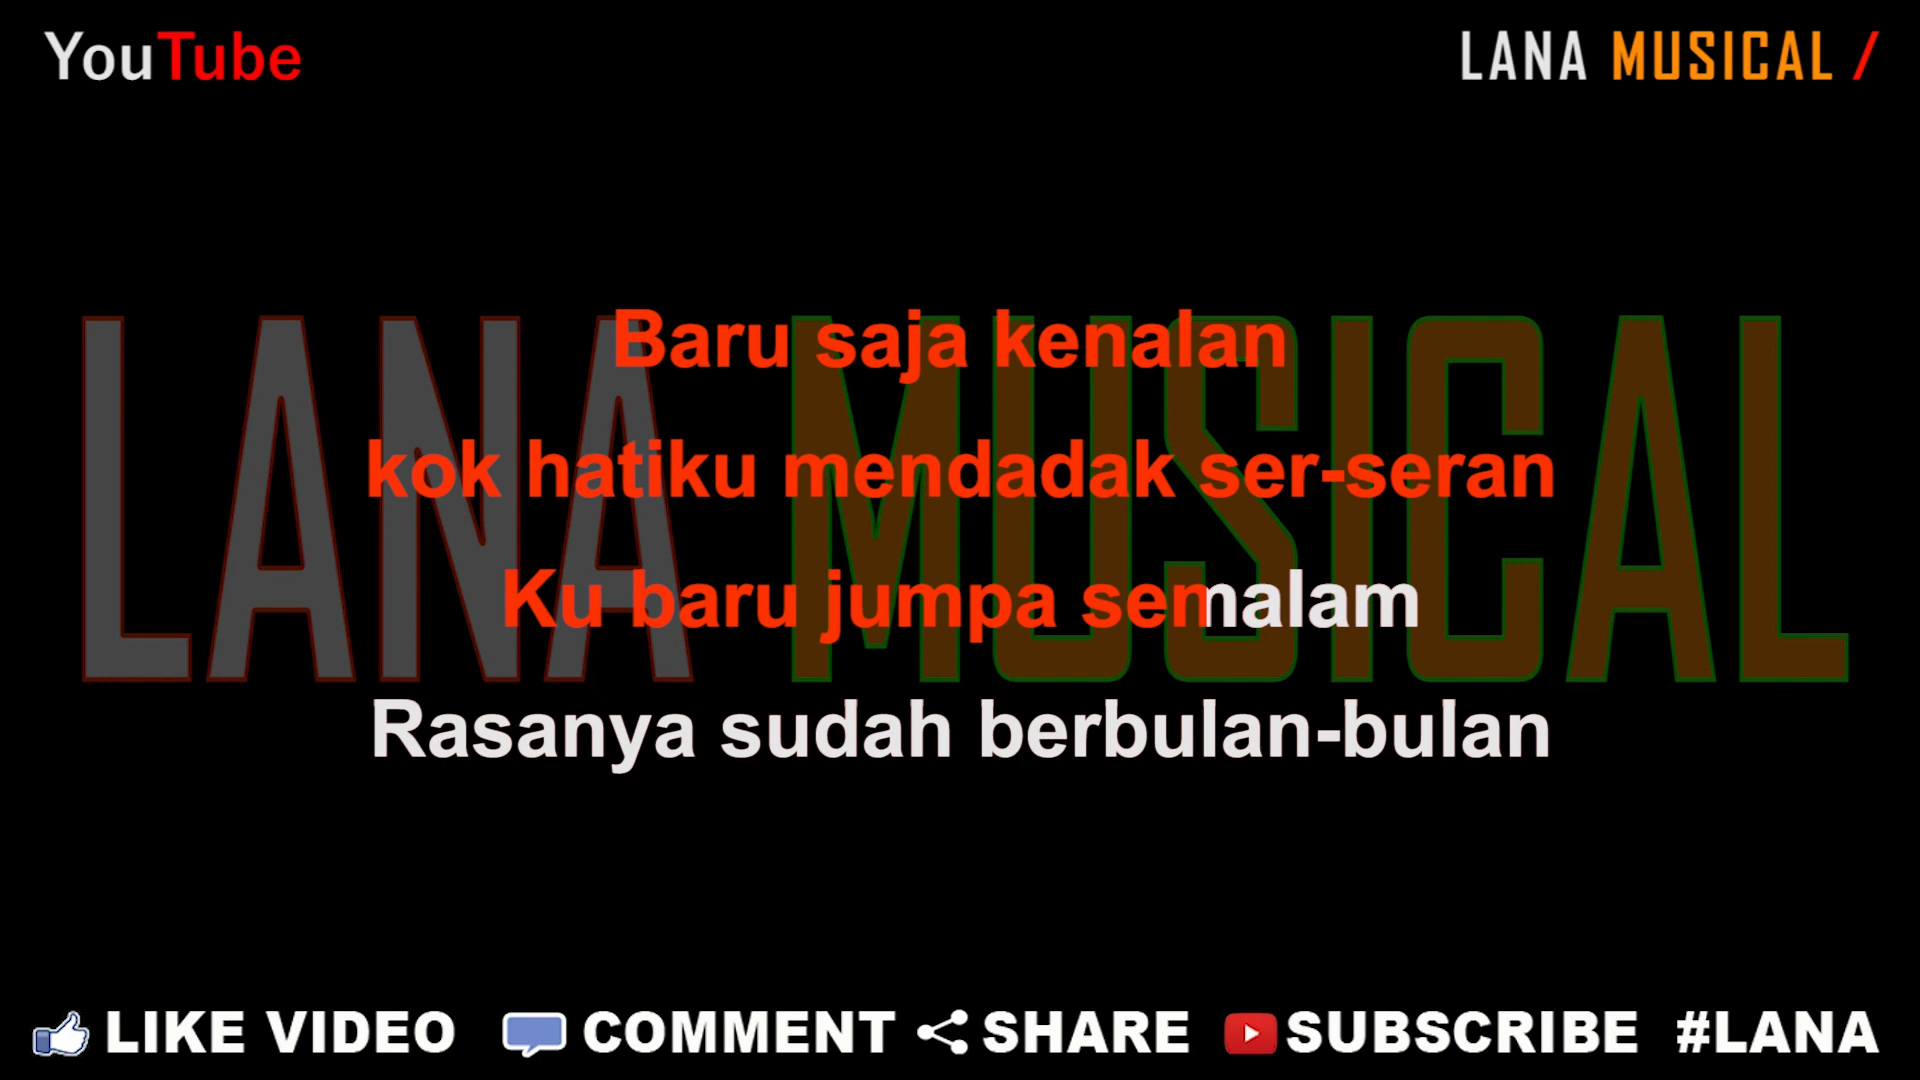 YouTube
LANA MUSICAL /
LANA MUSICAL
Baru saja kenalan
kok hatiku mendadak ser-seran
Ku baru jumpa semalam
Rasanya sudah berbulan-bulan
LIKE VIDEO COMMENT SHARE SUBSCRIBE #LANA